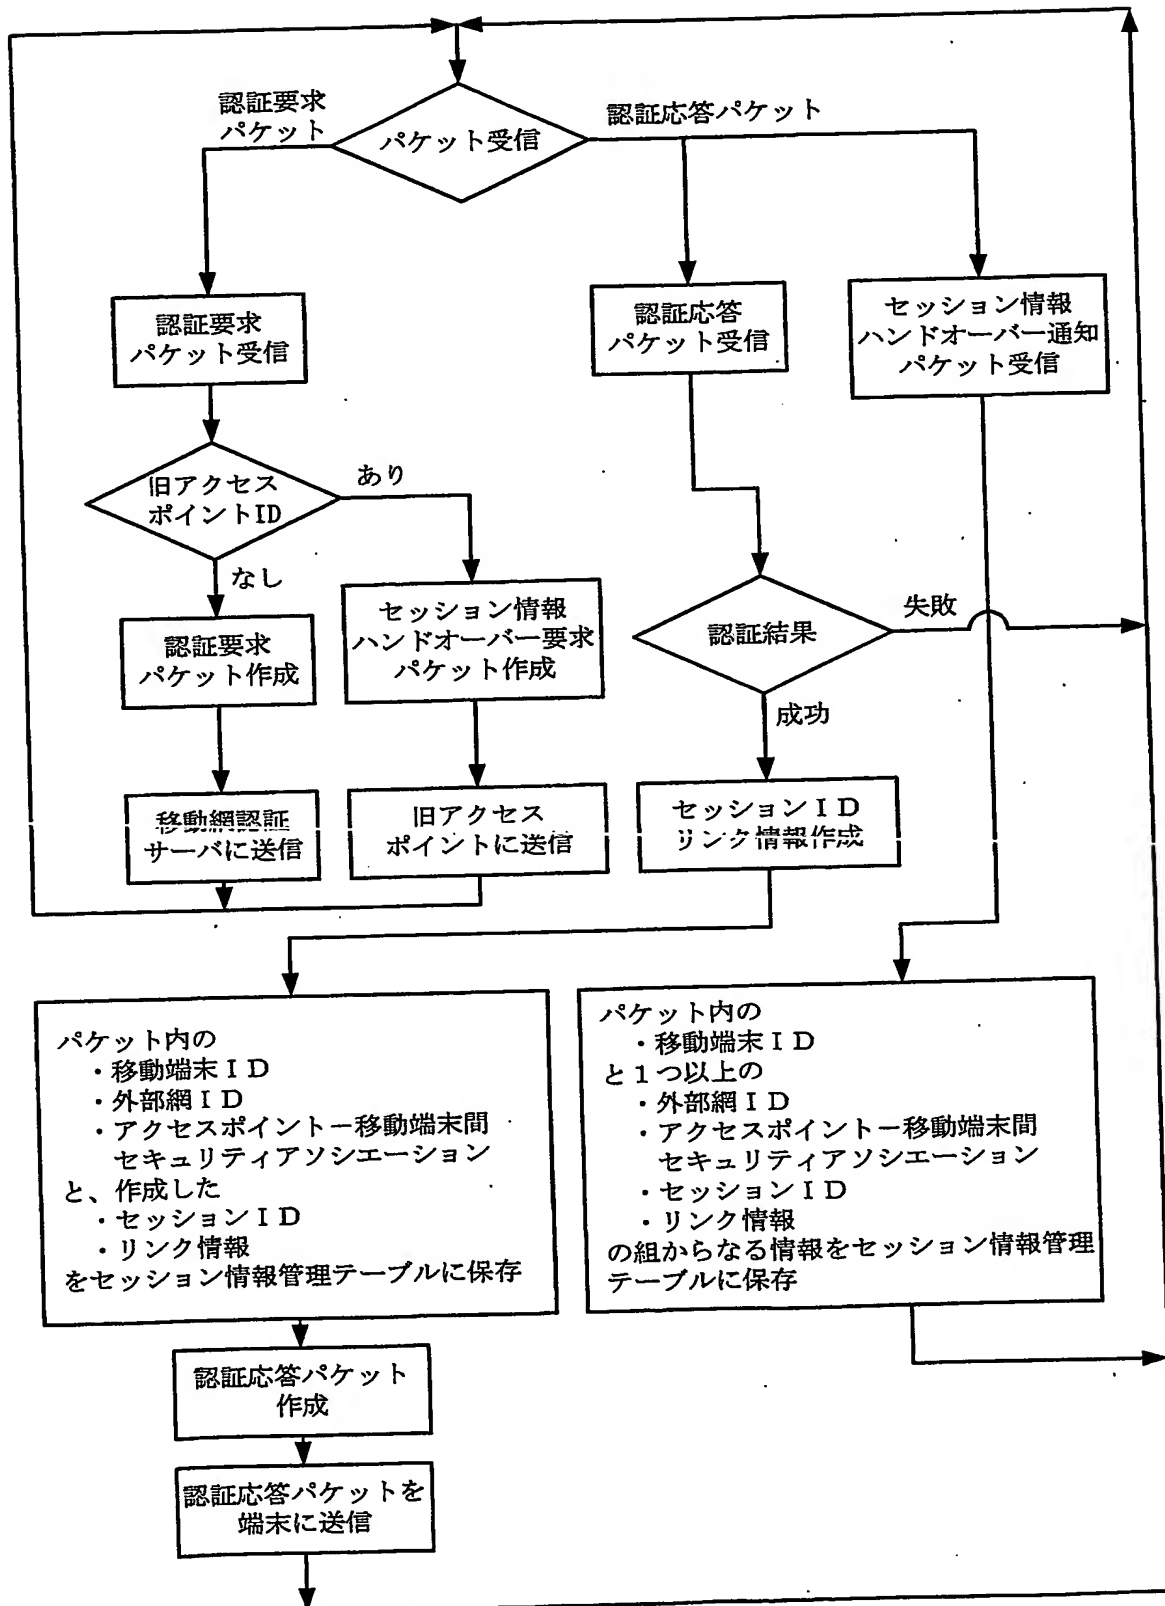 認証要求
パケット
パケット受信
認証応答パケット
認証要求
パケット受信
認証応答
パケット受信
セッション情報
ハンドオーバー通知
パケット受信
旧アクセス
ポイントID
あり
なし
認証要求
パケット作成
セッション情報
ハンドオーバー要求
パケット作成
認証結果
失敗
成功
移動網認証
サーバに送信
旧アクセス
ポイントに送信
セッションID
リンク情報作成
パケット内の
・移動端末ID
・外部網ID
・アクセスポイント－移動端末間
セキュリティアソシエーション
と、作成した
・セッションID
・リンク情報
をセッション情報管理テーブルに保存
パケット内の
・移動端末ID
と1つ以上の
・外部網ID
・アクセスポイント－移動端末間
セキュリティアソシエーション
・セッションID
・リンク情報
の組からなる情報をセッション情報管理
テーブルに保存
認証応答パケット
作成
認証応答パケットを
端末に送信